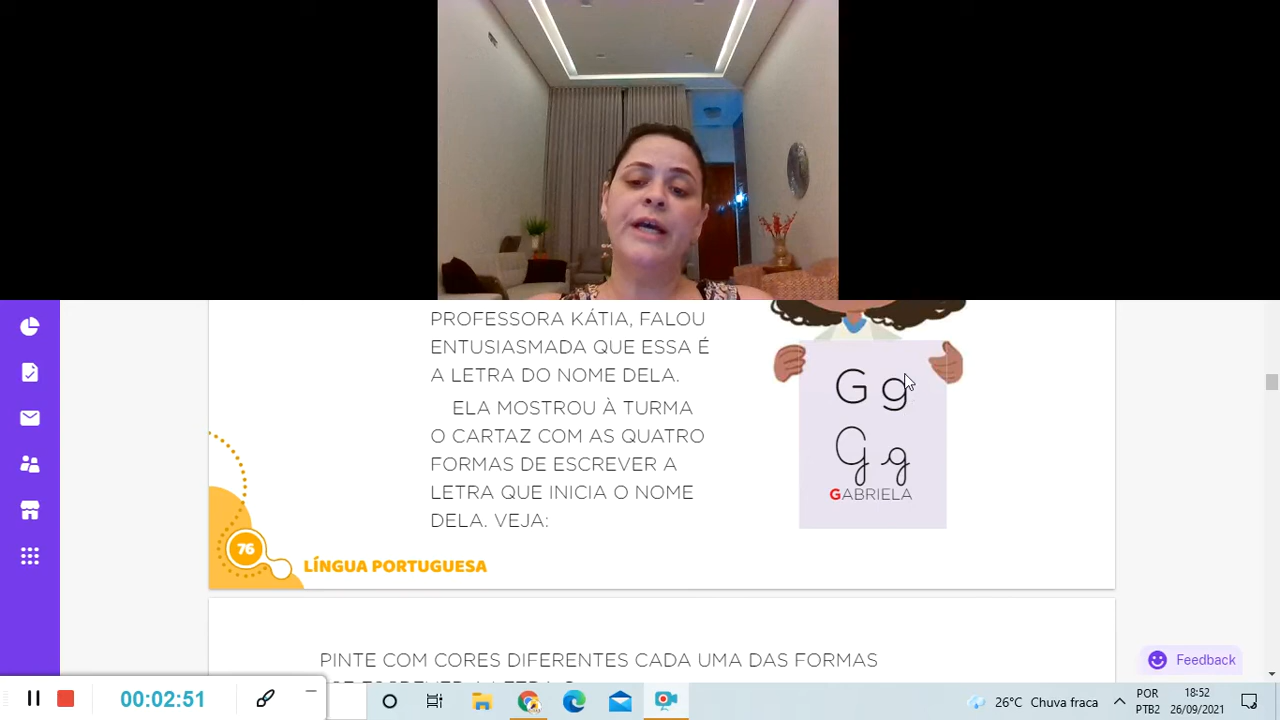 PROFESSORA KÁTIA, FALOU
ENTUSIASMADA QUE ESSA É
A LETRA DO NOME DELA.
ELA MOSTROU À TURMA
O CARTAZ COM AS QUATRO
FORMAS DE ESCREVER A
LETRA QUE INICIA O NOME
DELA. VEJA:
G g
G g
GABRIELA
76
LÍNGUA PORTUGUESA
PINTE COM CORES DIFERENTES CADA UMA DAS FORMAS
Feedback
00:02:51
26°C Chuva fraca
POR
PTB2
18:52
26/09/2021